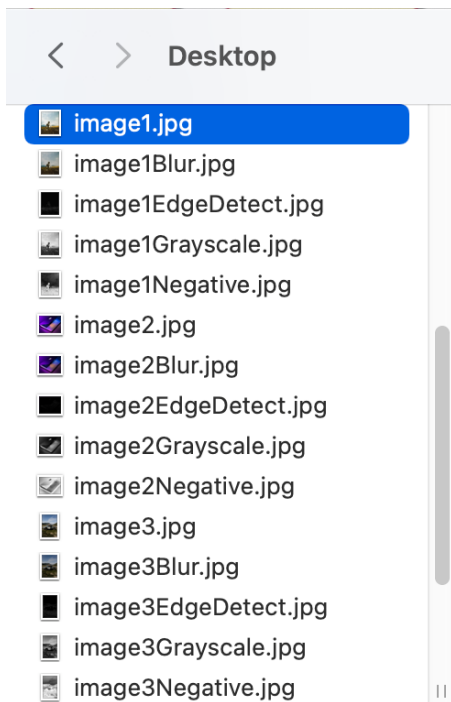 Desktop
image1.jpg
image1Blur.jpg
image1EdgeDetect.jpg
image1Grayscale.jpg
image1Negative.jpg
image2.jpg
image2Blur.jpg
image2EdgeDetect.jpg
image2Grayscale.jpg
image2Negative.jpg
image3.jpg
image3Blur.jpg
image3EdgeDetect.jpg
image3Grayscale.jpg
image3Negative.jpg